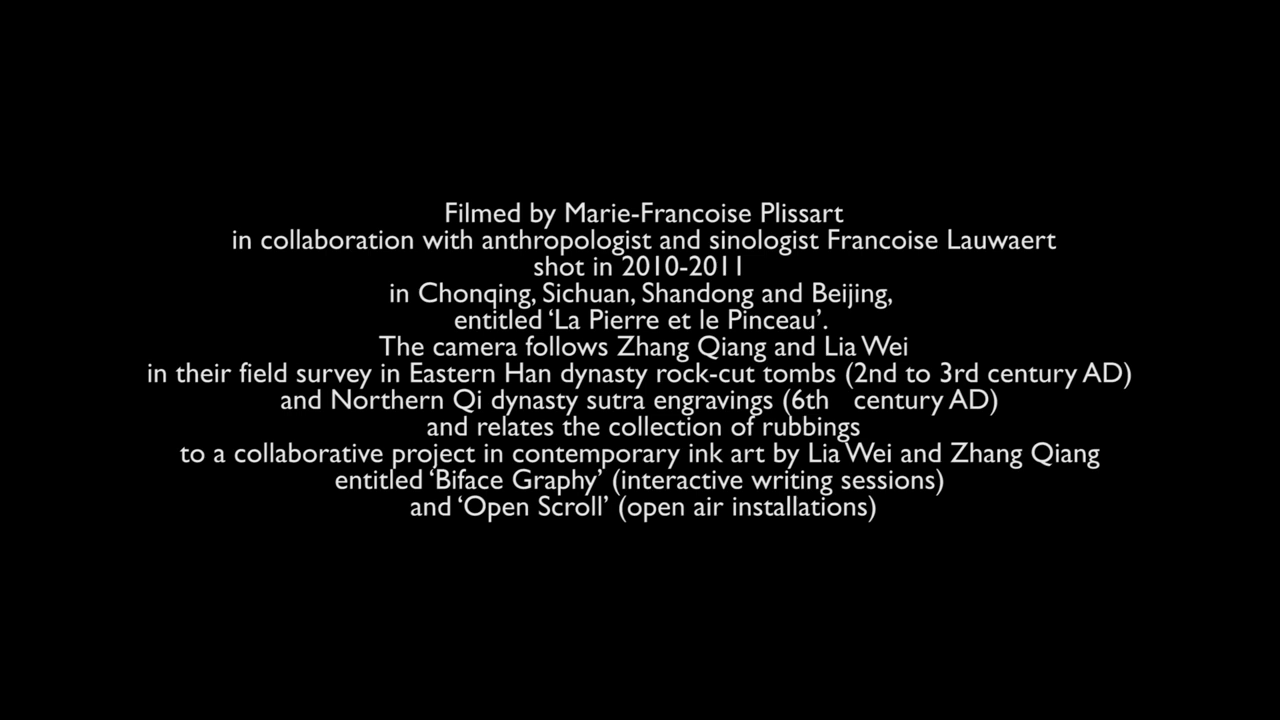 Filmed by Marie-Francoise Plissart
in collaboration with anthropologist and sinologist Francoise Lauwaert
shot in 2010-2011
in Chonqing, Sichuan, Shandong and Beijing,
entitled ‘La Pierre et le Pinceau’.
The camera follows Zhang Qiang and Lia Wei
in their field survey in Eastern Han dynasty rock-cut tombs (2nd to 3rd century AD)
and Northern Qi dynasty sutra engravings (6th century AD)
and relates the collection of rubbings
to a collaborative project in contemporary ink art by Lia Wei and Zhang Qiang
entitled ‘Biface Graphy’ (interactive writing sessions)
and ‘Open Scroll’ (open air installations)